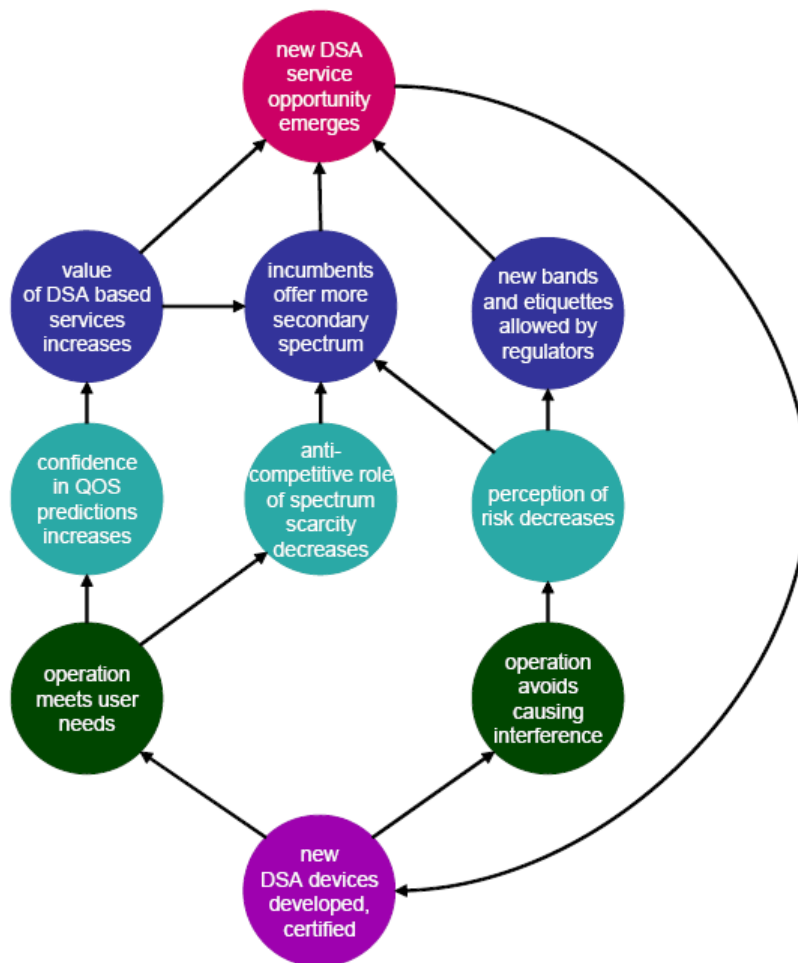 new DSA
service
opportunity
emerges
value
of DSA based
services
increases
incumbents
offer more
secondary
spectrum
new bands
and etiquettes
allowed by
regulators
confidence
in QOS
predictions
increases
anti-
competitive role
of spectrum
scarcity
decreases
perception of
risk decreases
operation
meets user
needs
operation
avoids
causing
interference
new
DSA devices
developed,
certified